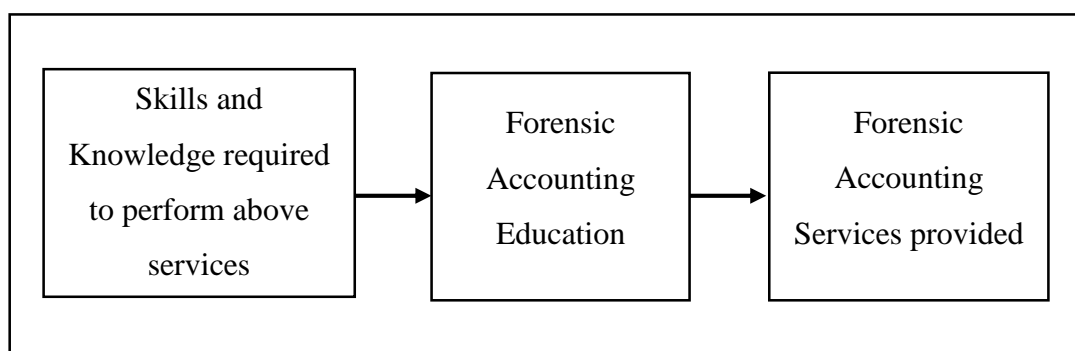 Skills and
Knowledge required
to perform above
services
Forensic
Accounting
Education
Forensic
Accounting
Services provided